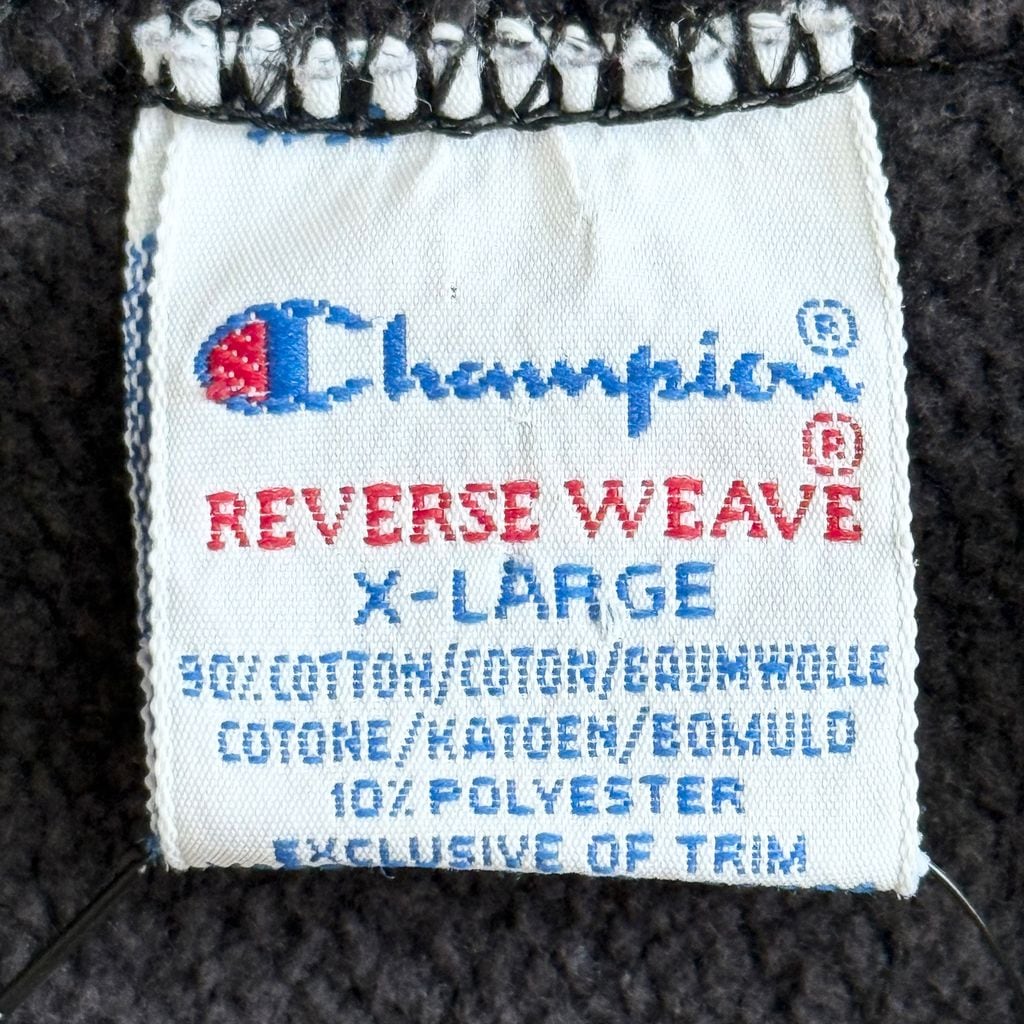 Champion®
REVERSE WEAVE®
X-LARGE
90% COTTON/COTON/BAUMWOLLE
COTONE/KATOEN/BOMULD
10% POLYESTER
EXCLUSIVE OF TRIM